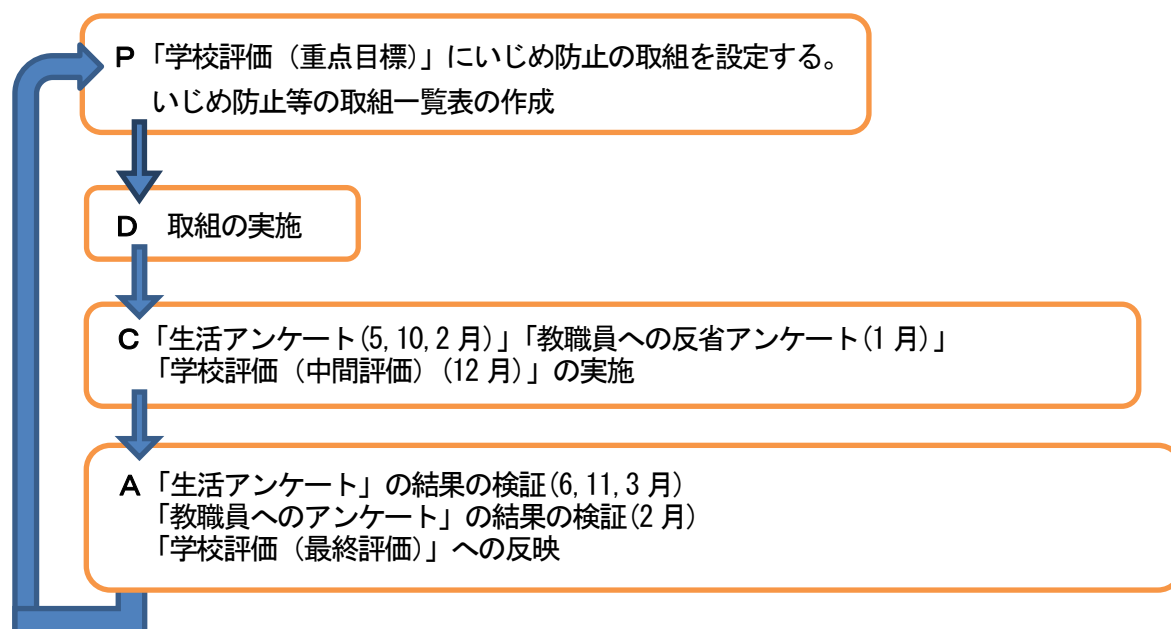 P「学校評価（重点目標）」にいじめ防止の取組を設定する。
いじめ防止等の取組一覧表の作成
D　取組の実施
C「生活アンケート(5,10,2月)」「教職員への反省アンケート(1月)」
「学校評価（中間評価）(12月)」の実施
A「生活アンケート」の結果の検証(6,11,3月)
「教職員へのアンケート」の結果の検証(2月)
「学校評価（最終評価）」への反映